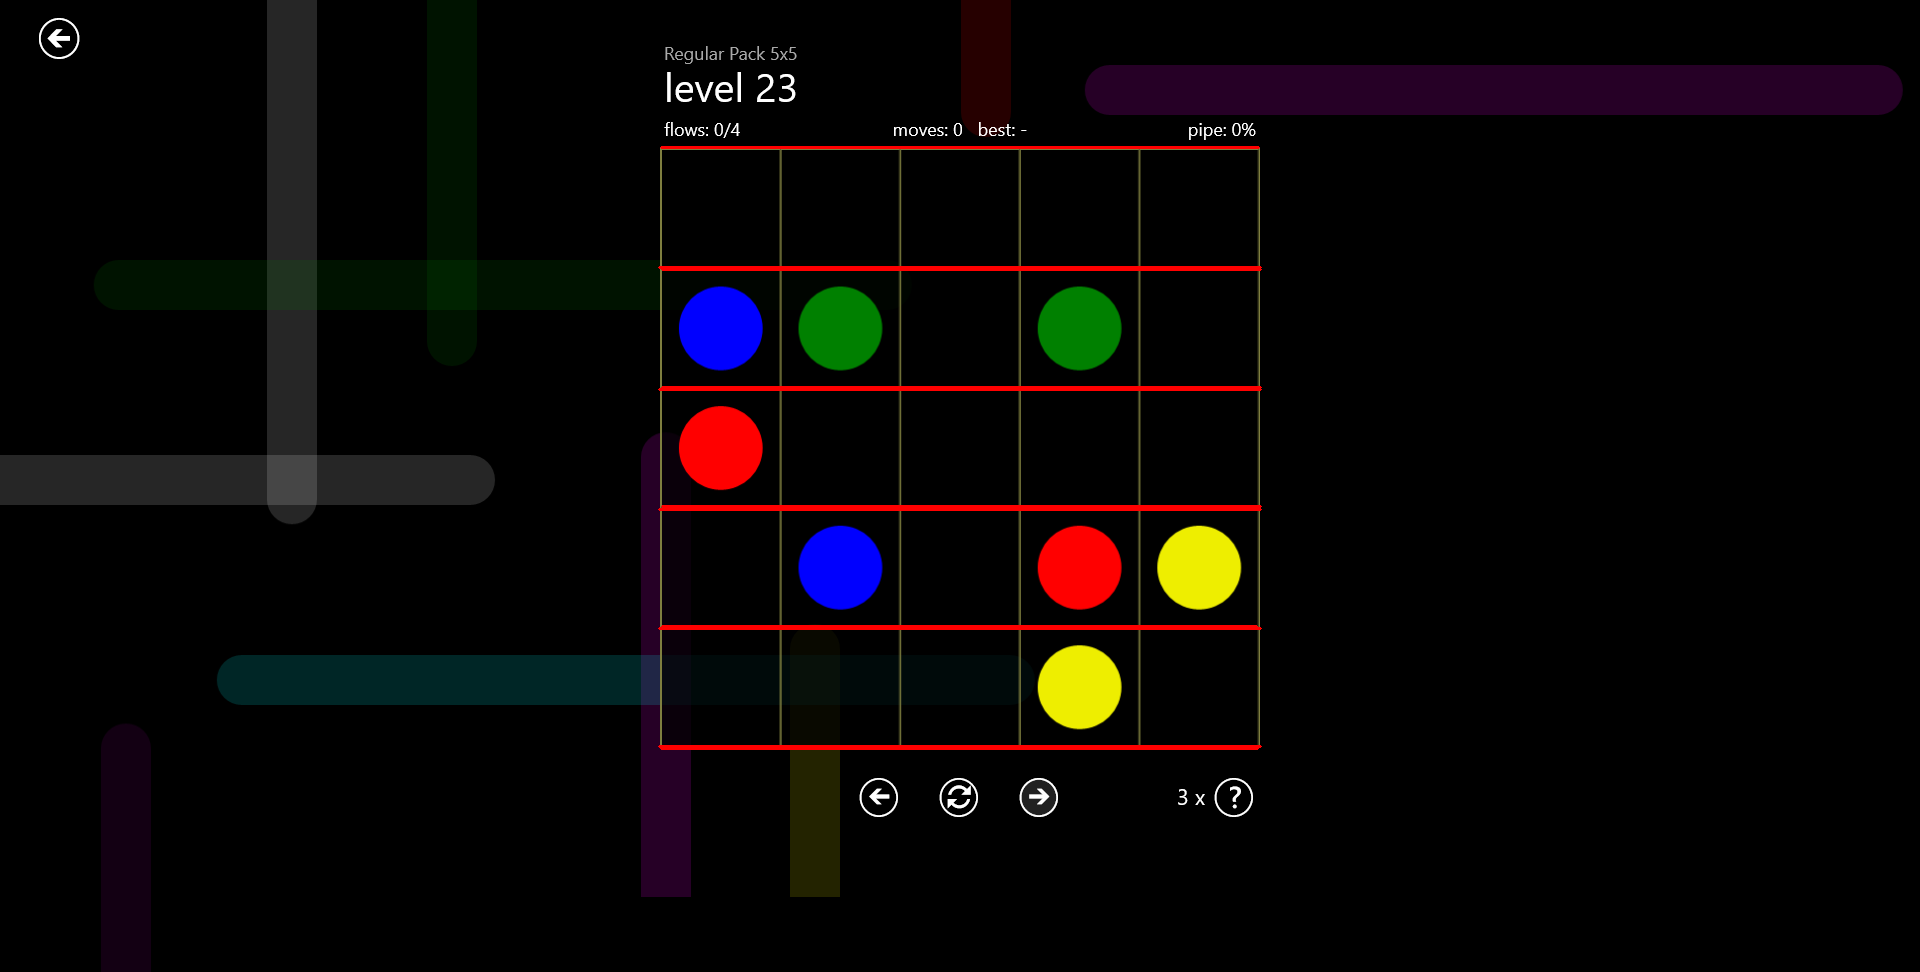 Regular Pack 5x5
level 23
flows: 0/4 moves: 0 best: - pipe: 0%
3 x ?